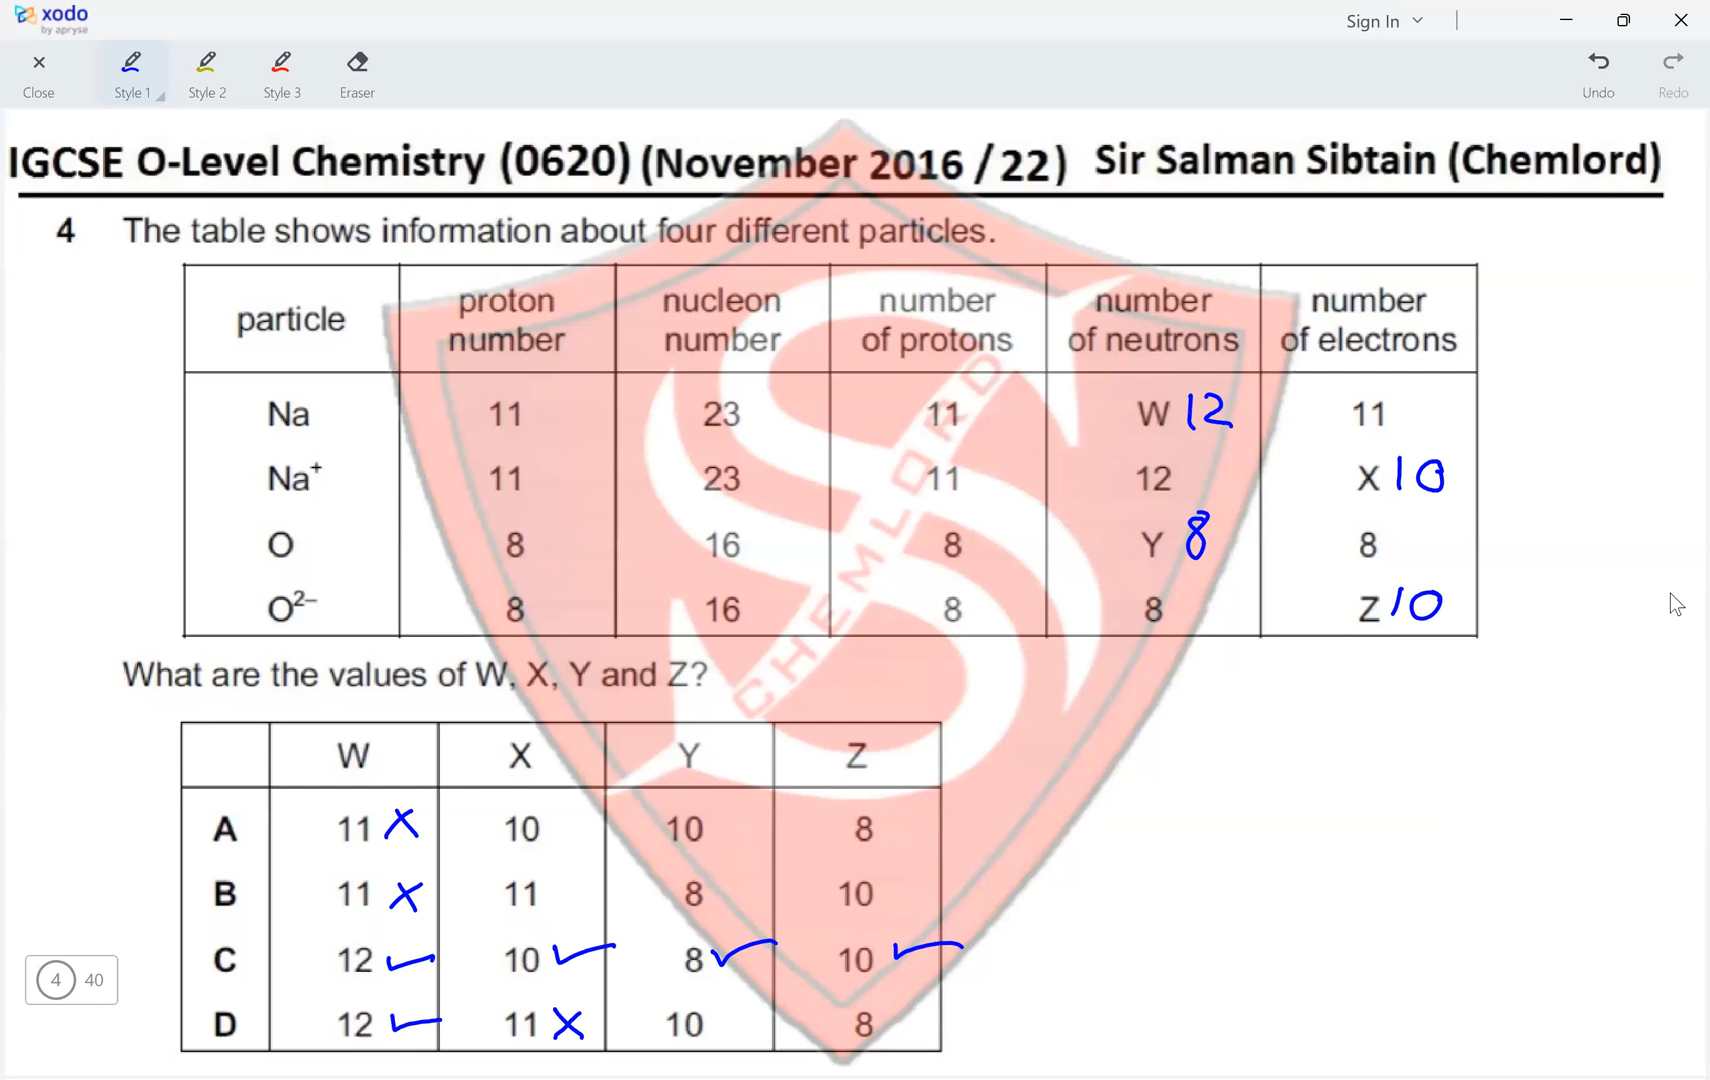 xodo
by apryse
Sign In
Close Style 1 Style 2 Style 3 Eraser Undo Redo
IGCSE O-Level Chemistry (0620) (November 2016 / 22) Sir Salman Sibtain (Chemlord)
4 The table shows information about four different particles.
particle proton number nucleon number number of protons number of neutrons number of electrons
Na 11 23 11 W 12 11
Na⁺ 11 23 11 12 X 10
O 8 16 8 Y 8 8
O²⁻ 8 16 8 8 Z 10
CHEMLORD
What are the values of W, X, Y and Z?
W X Y Z
A 11 ✗ 10 10 8
B 11 ✗ 11 8 10
C 12 ✓ 10 ✓ 8 ✓ 10 ✓
D 12 ✓ 11 ✗ 10 8
4 40